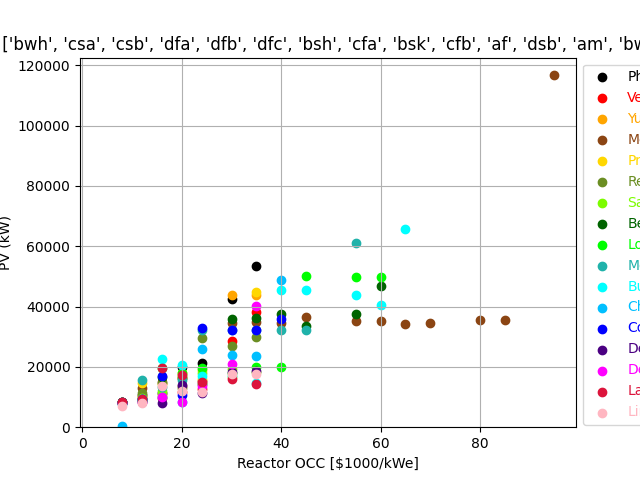 ['bwh', 'csa', 'csb', 'dfa', 'dfb', 'dfc', 'bsh', 'cfa', 'bsk', 'cfb', 'af', 'dsb', 'am', 'bw
120000
100000
80000
60000
40000
20000
0
PV (kW)
0 20 40 60 80
Reactor OCC [$1000/kWe]
Ph
Ve
Yu
M
Pr
Re
Sa
Be
Lo
M
Bu
Ch
Co
De
De
La
Li